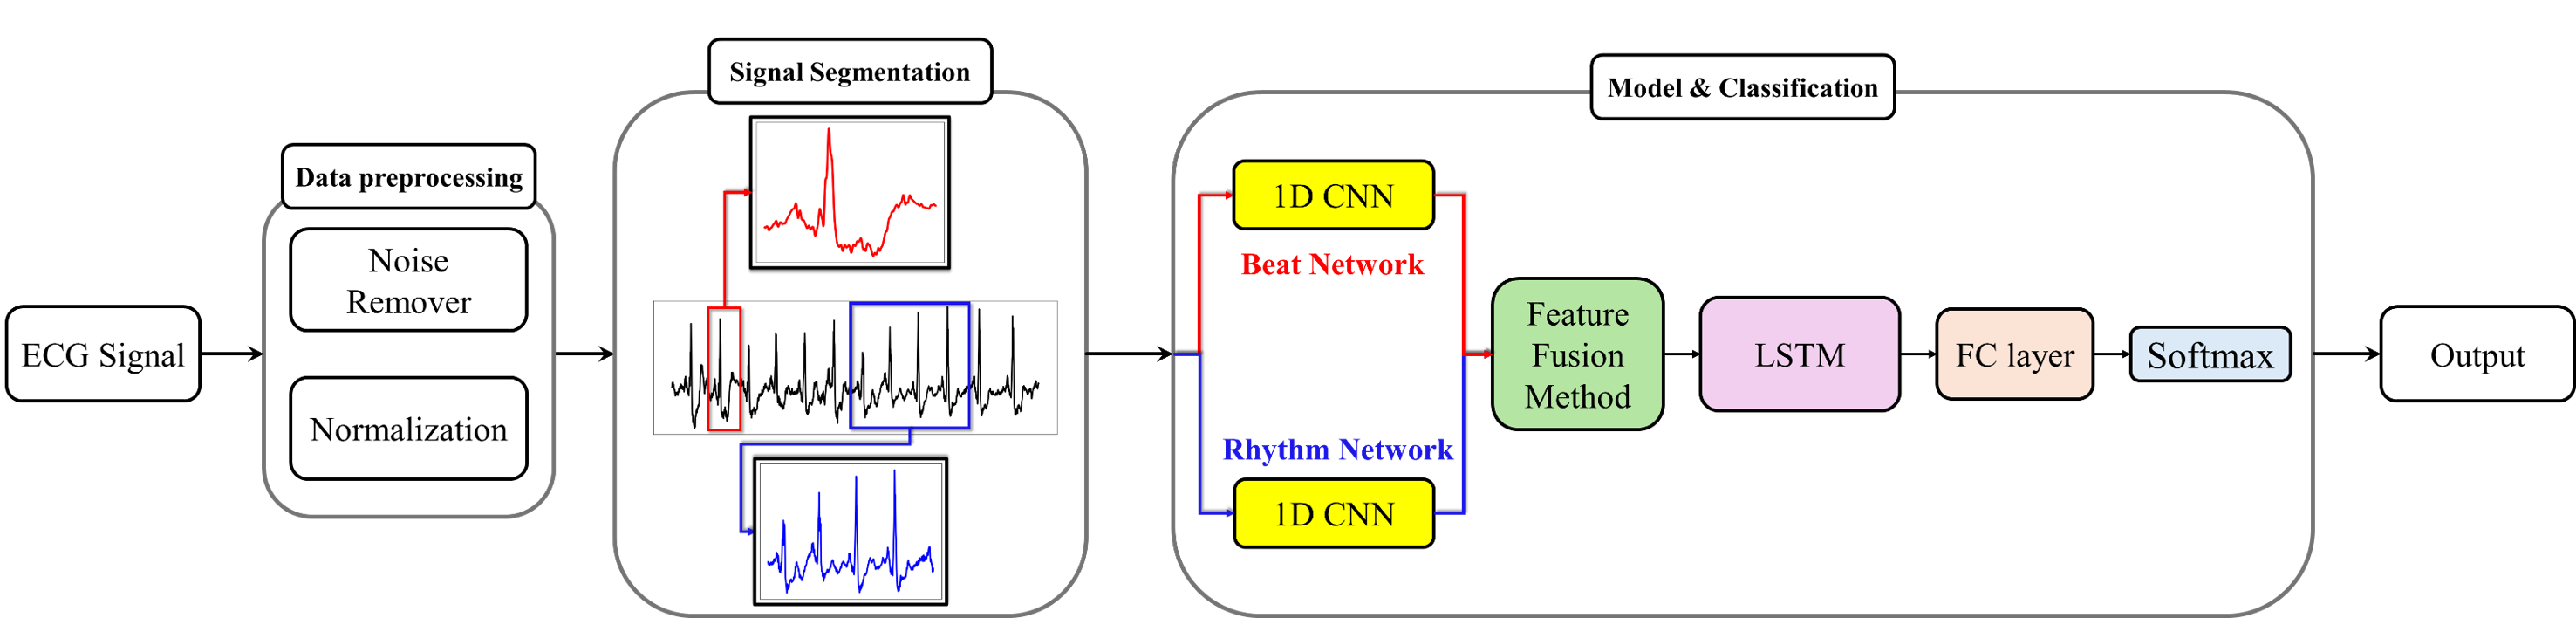 ECG Signal
Data preprocessing
Noise
Remover
Normalization
Signal Segmentation
Model & Classification
1D CNN
Beat Network
Rhythm Network
1D CNN
Feature
Fusion
Method
LSTM
FC layer
Softmax
Output